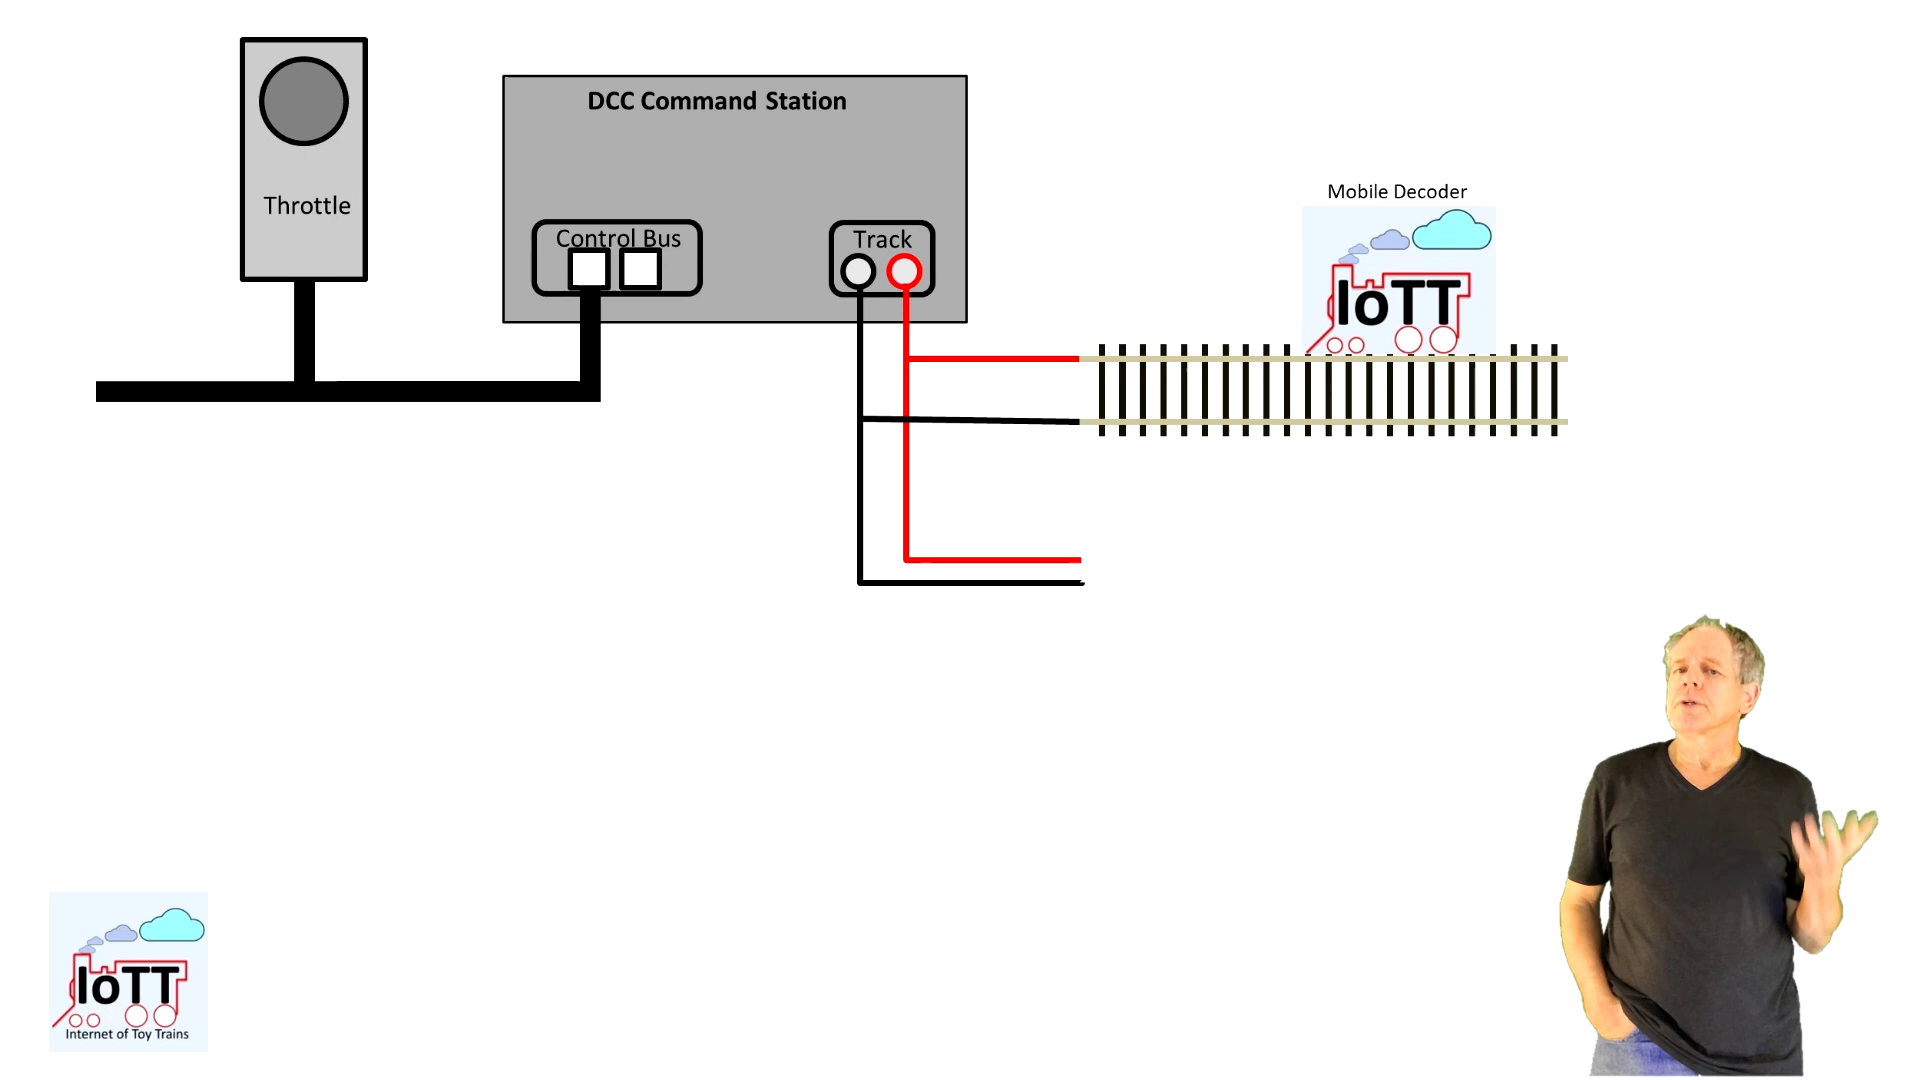 DCC Command Station
Throttle
Control Bus
Track
Mobile Decoder
IoTT
IoTT
Internet of Toy Trains